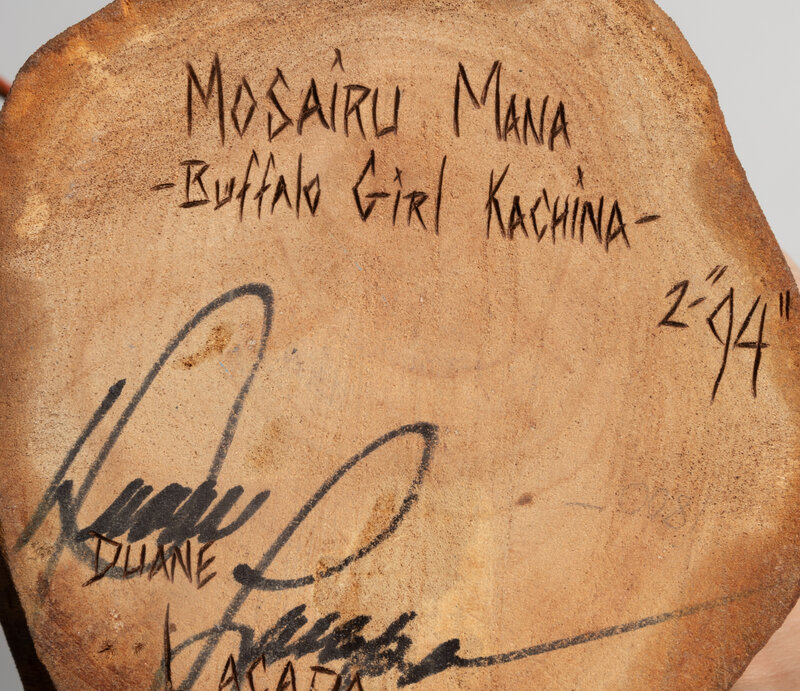 MOSAIRU MANA
-Buffalo Girl KACHINA-
2-"94"
DUANE